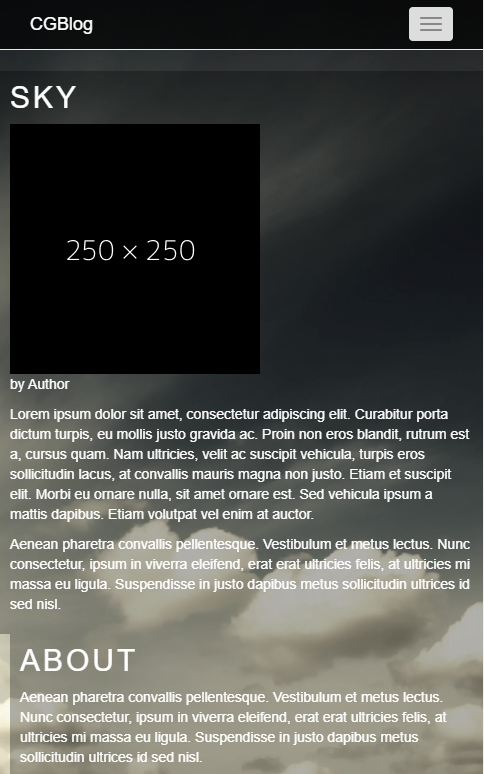 CGBlog
SKY
250 × 250
by Author
Lorem ipsum dolor sit amet, consectetur adipiscing elit. Curabitur porta
dictum turpis, eu mollis justo gravida ac. Proin non eros blandit, rutrum est
a, cursus quam. Nam ultricies, velit ac suscipit vehicula, turpis eros
sollicitudin lacus, at convallis mauris magna non justo. Etiam et suscipit
elit. Morbi eu ornare nulla, sit amet ornare est. Sed vehicula ipsum a
mattis dapibus. Etiam volutpat vel enim at auctor.
Aenean pharetra convallis pellentesque. Vestibulum et metus lectus. Nunc
consectetur, ipsum in viverra eleifend, erat erat ultricies felis, at ultricies mi
massa eu ligula. Suspendisse in justo dapibus metus sollicitudin ultrices id
sed nisl.
ABOUT
Aenean pharetra convallis pellentesque. Vestibulum et metus lectus.
Nunc consectetur, ipsum in viverra eleifend, erat erat ultricies felis, at
ultricies mi massa eu ligula. Suspendisse in justo dapibus metus
sollicitudin ultrices id sed nisl.